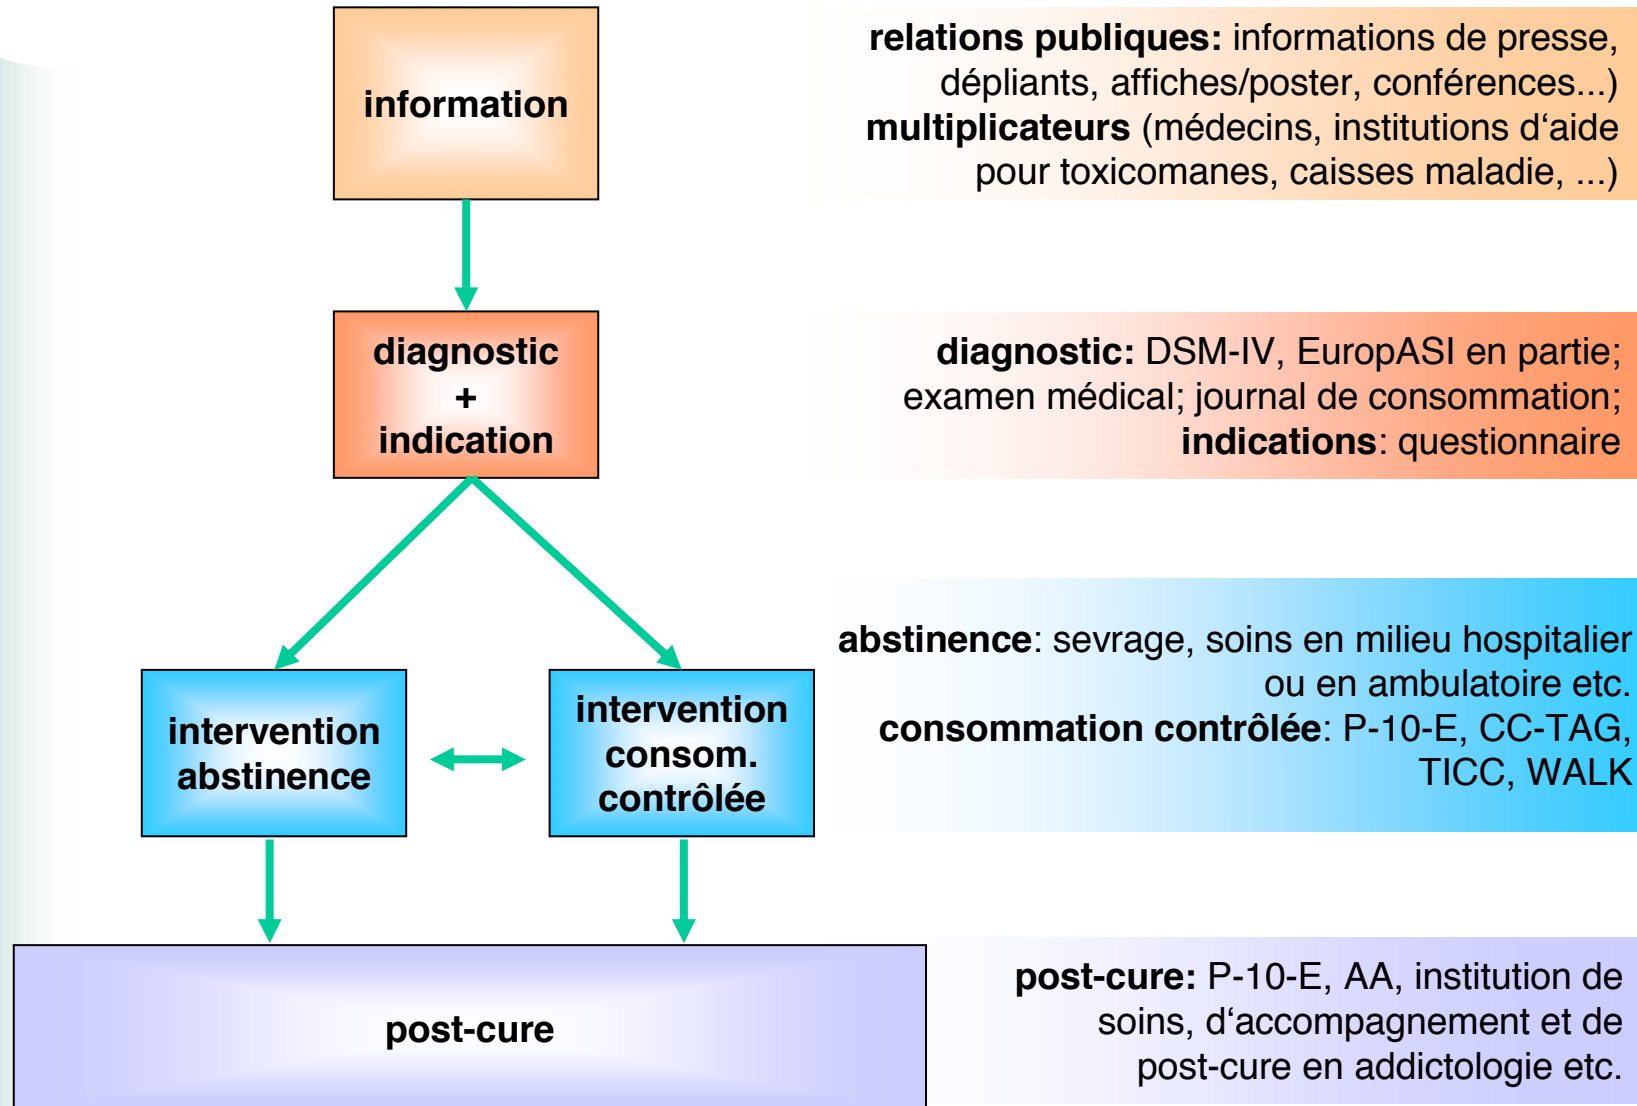 information
relations publiques: informations de presse,
dépliants, affiches/poster, conférences...)
multiplicateurs (médecins, institutions d‘aide
pour toxicomanes, caisses maladie, ...)
diagnostic
+
indication
diagnostic: DSM-IV, EuropASI en partie;
examen médical; journal de consommation;
indications: questionnaire
intervention
abstinence
intervention
consom.
contrôlée
abstinence: sevrage, soins en milieu hospitalier
ou en ambulatoire etc.
consommation contrôlée: P-10-E, CC-TAG,
TICC, WALK
post-cure
post-cure: P-10-E, AA, institution de
soins, d‘accompagnement et de
post-cure en addictologie etc.